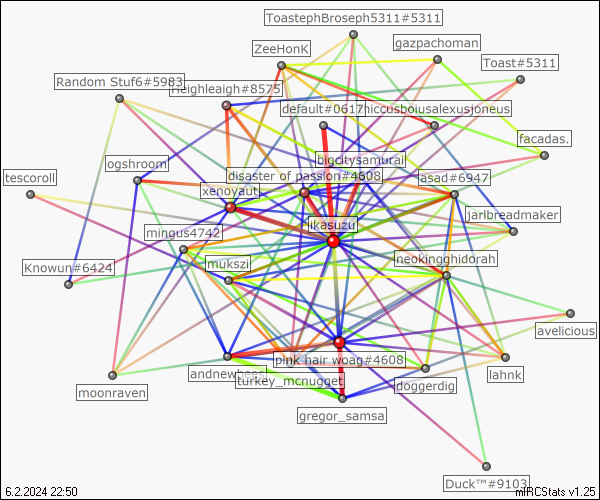 ToastephBroseph5311#5311
gazpachoman
ZeeHonK
Toast#5311
Random Stuf6#5983
Heighleaigh#8575
default#0617
hiccusbousalexusjoneus
facadas.
bigcitysamurai
ogshroom
tescoroll
disaster of passion#4608
asad#6947
xenoyaut
jarlbreadmaker
ikasuzu
mingus4742
neokingghidorah
mukszi
Knowun#6424
avelicious
pink hair woag#4608
lahnk
andnewbees
turkey_mcnugget
doggerdig
moonraven
gregor_samsa
Duck™#9103
6.2.2024 22:50
mIRCStats v1.25